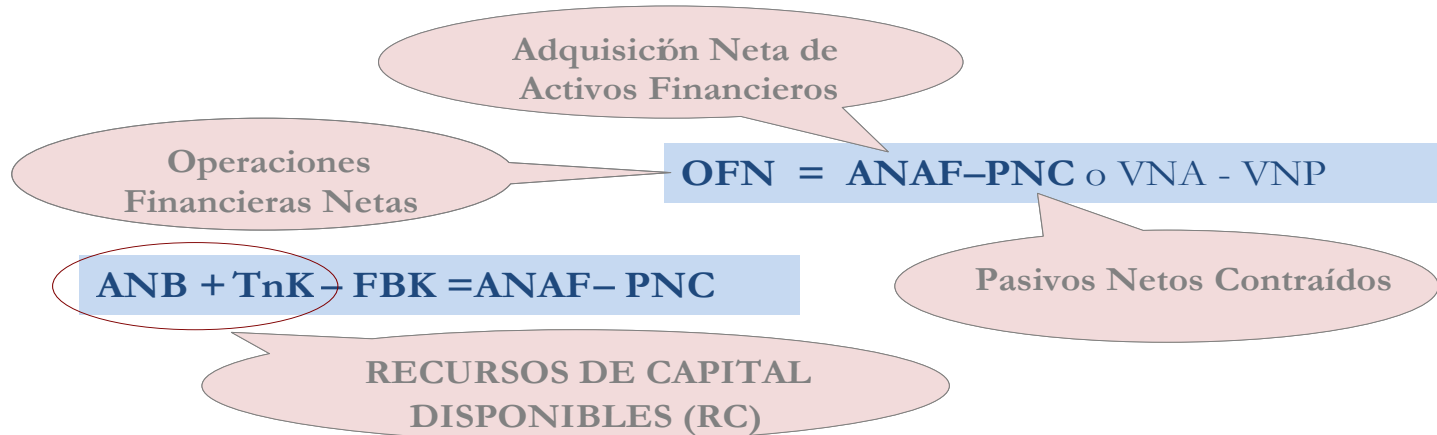 Adquisición Neta de
Activos Financieros
Operaciones
Financieras Netas
OFN = ANAF–PNC o VNA - VNP
ANB + TnK – FBK =ANAF– PNC
Pasivos Netos Contraídos
RECURSOS DE CAPITAL
DISPONIBLES (RC)